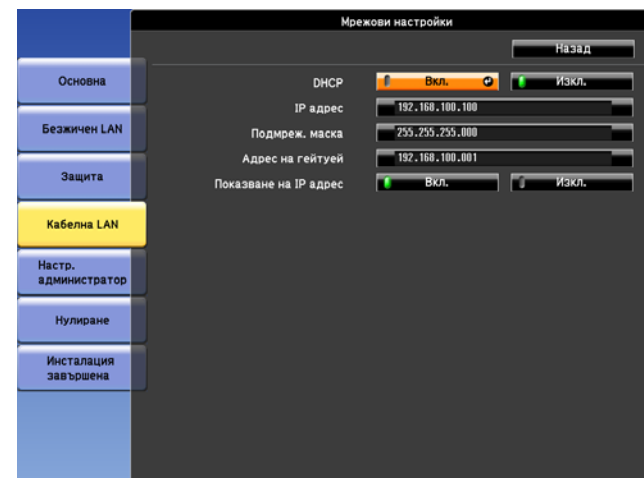 Мрежови настройки
Назад
Основна
Безжичен LAN
Защита
Кабелна LAN
Настр.
администратор
Нулиране
Инсталация
завършена
DHCP Вкл. Изкл.
IP адрес 192.168.100.100
Подмреж. маска 255.255.255.000
Адрес на гейтуей 192.168.100.001
Показване на IP адрес Вкл. Изкл.